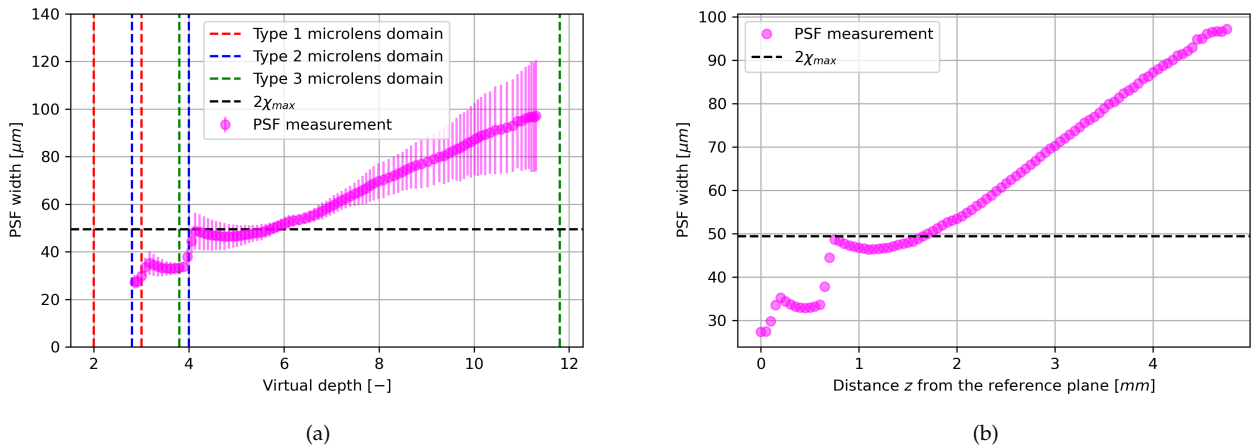 140
120
100
80
60
40
20
0
PSF width [μm]
2
4
6
8
10
12
Virtual depth [−]
Type 1 microlens domain
Type 2 microlens domain
Type 3 microlens domain
2χmax
PSF measurement
(a)
100
90
80
70
60
50
40
30
PSF width [μm]
0
1
2
3
4
Distance z from the reference plane [mm]
PSF measurement
2χmax
(b)